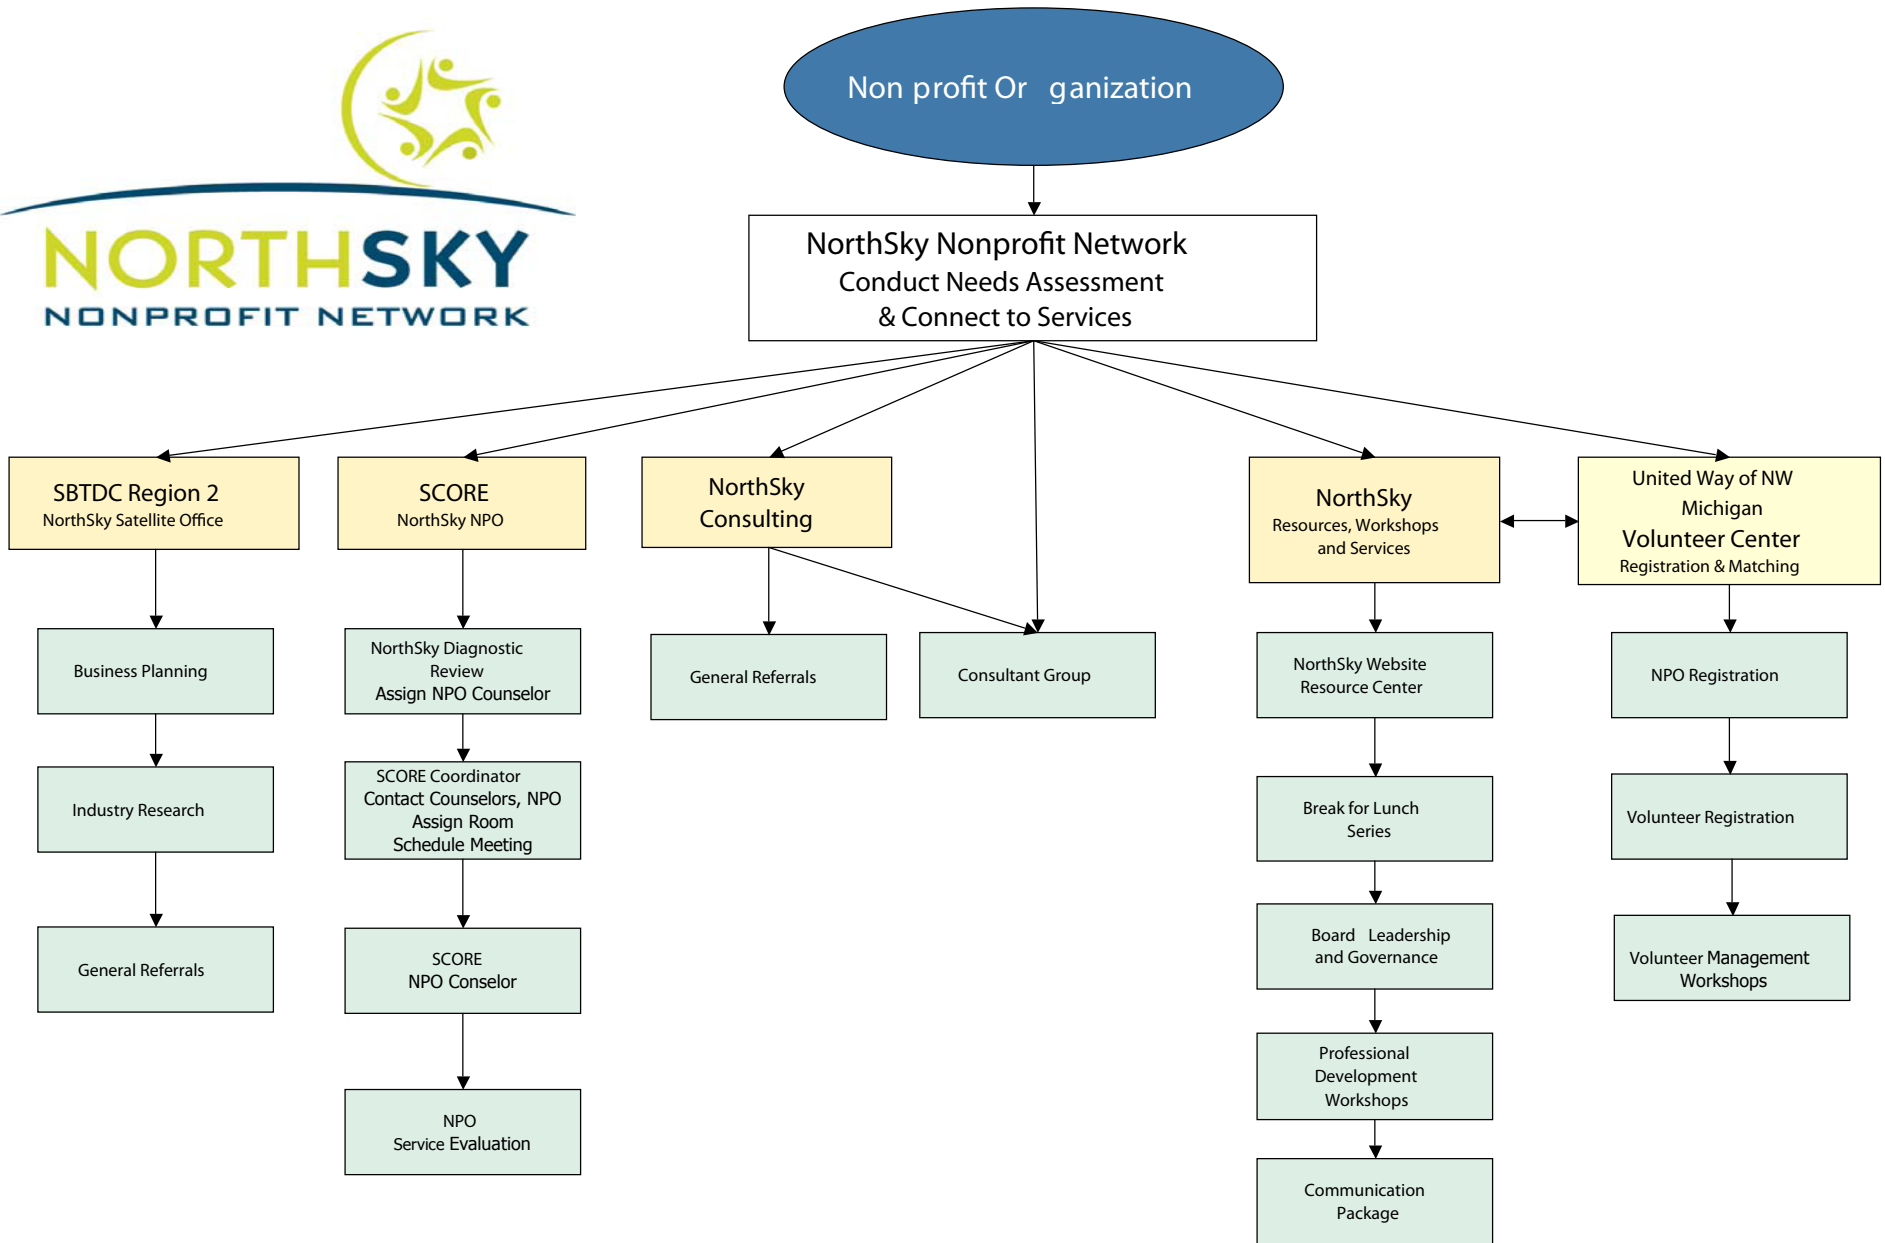 NORTHSKY
NONPROFIT NETWORK
Non profit Or ganization
NorthSky Nonprofit Network
Conduct Needs Assessment
& Connect to Services
SBTDC Region 2
NorthSky Satellite Office
SCORE
NorthSky NPO
NorthSky
Consulting
NorthSky
Resources, Workshops
and Services
United Way of NW
Michigan
Volunteer Center
Registration & Matching
Business Planning
Industry Research
General Referrals
NorthSky Diagnostic
Review
Assign NPO Counselor
SCORE Coordinator
Contact Counselors, NPO
Assign Room
Schedule Meeting
SCORE
NPO Conselor
NPO
Service Evaluation
General Referrals
Consultant Group
NorthSky Website
Resource Center
Break for Lunch
Series
Board Leadership
and Governance
Professional
Development
Workshops
Communication
Package
NPO Registration
Volunteer Registration
Volunteer Management
Workshops